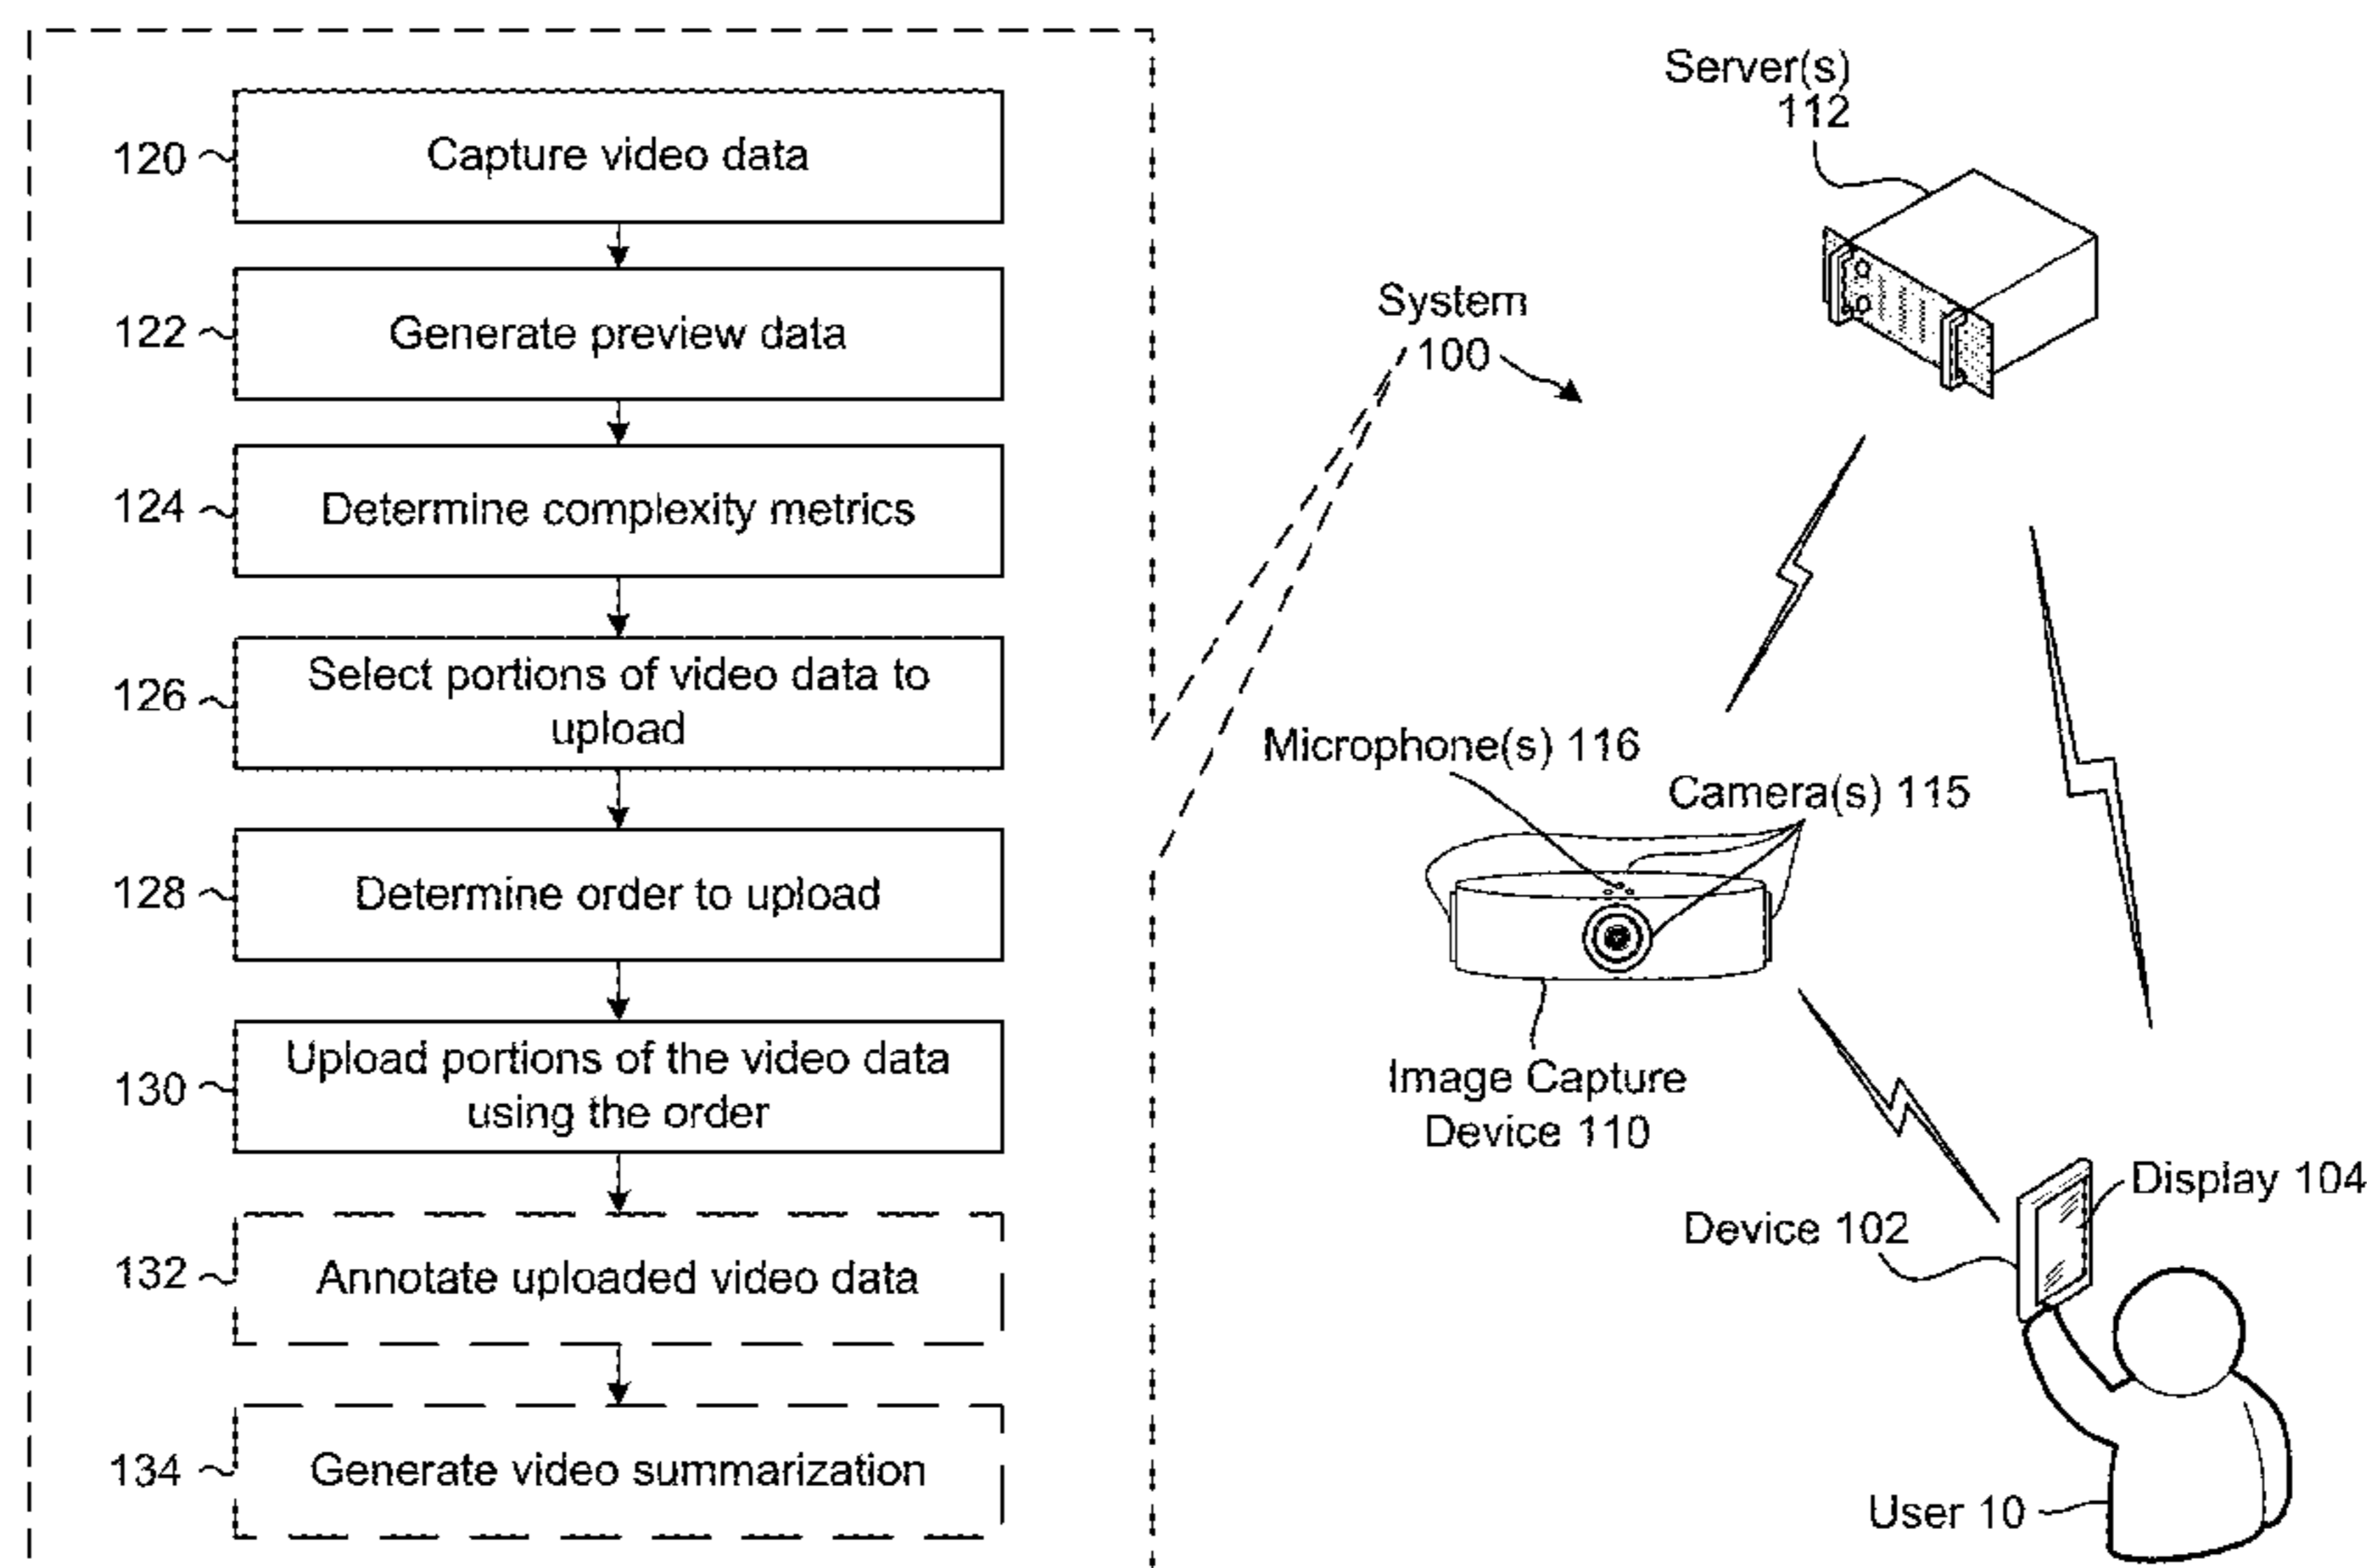 120
Capture video data
122
Generate preview data
124
Determine complexity metrics
126
Select portions of video data to
upload
128
Determine order to upload
130
Upload portions of the video data
using the order
132
Annotate uploaded video data
134
Generate video summarization
Server(s)
112
System
100
Microphone(s) 116
Camera(s) 115
Image Capture
Device 110
Display 104
Device 102
User 10